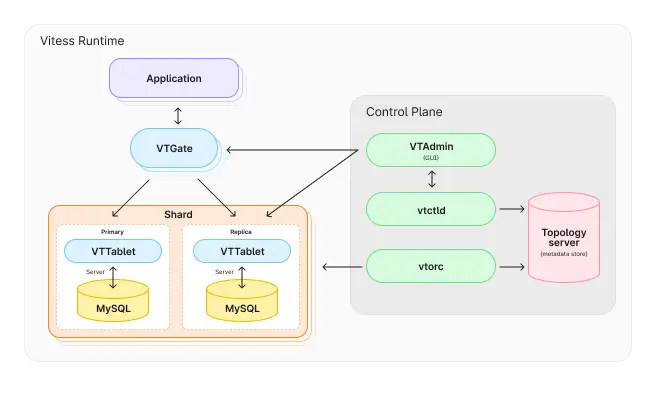 Vitess Runtime
Application
VTGate
Shard
Primary
VTTablet
Server
MySQL
Replica
VTTablet
Server
MySQL
Control Plane
VTAdmin
(GUI)
vtctld
vtorc
Topology
server
(metadata store)